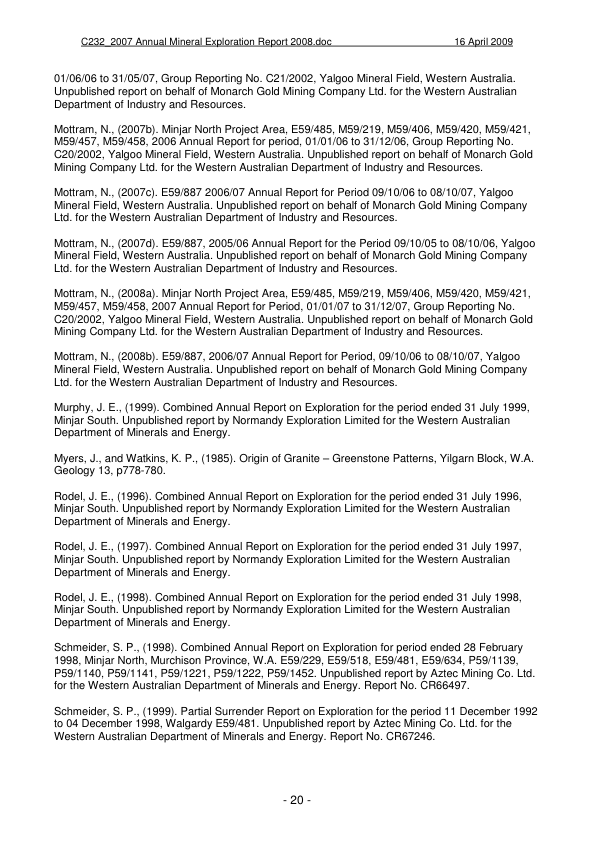 C232_2007 Annual Mineral Exploration Report 2008.doc 16 April 2009
01/06/06 to 31/05/07, Group Reporting No. C21/2002, Yalgoo Mineral Field, Western Australia.
Unpublished report on behalf of Monarch Gold Mining Company Ltd. for the Western Australian
Department of Industry and Resources.
Mottram, N., (2007b). Minjar North Project Area, E59/485, M59/219, M59/406, M59/420, M59/421,
M59/457, M59/458, 2006 Annual Report for period, 01/01/06 to 31/12/06, Group Reporting No.
C20/2002, Yalgoo Mineral Field, Western Australia. Unpublished report on behalf of Monarch Gold
Mining Company Ltd. for the Western Australian Department of Industry and Resources.
Mottram, N., (2007c). E59/887 2006/07 Annual Report for Period 09/10/06 to 08/10/07, Yalgoo
Mineral Field, Western Australia. Unpublished report on behalf of Monarch Gold Mining Company
Ltd. for the Western Australian Department of Industry and Resources.
Mottram, N., (2007d). E59/887, 2005/06 Annual Report for the Period 09/10/05 to 08/10/06, Yalgoo
Mineral Field, Western Australia. Unpublished report on behalf of Monarch Gold Mining Company
Ltd. for the Western Australian Department of Industry and Resources.
Mottram, N., (2008a). Minjar North Project Area, E59/485, M59/219, M59/406, M59/420, M59/421,
M59/457, M59/458, 2007 Annual Report for Period, 01/01/07 to 31/12/07, Group Reporting No.
C20/2002, Yalgoo Mineral Field, Western Australia. Unpublished report on behalf of Monarch Gold
Mining Company Ltd. for the Western Australian Department of Industry and Resources.
Mottram, N., (2008b). E59/887, 2006/07 Annual Report for Period, 09/10/06 to 08/10/07, Yalgoo
Mineral Field, Western Australia. Unpublished report on behalf of Monarch Gold Mining Company
Ltd. for the Western Australian Department of Industry and Resources.
Murphy, J. E., (1999). Combined Annual Report on Exploration for the period ended 31 July 1999,
Minjar South. Unpublished report by Normandy Exploration Limited for the Western Australian
Department of Minerals and Energy.
Myers, J., and Watkins, K. P., (1985). Origin of Granite – Greenstone Patterns, Yilgarn Block, W.A.
Geology 13, p778-780.
Rodel, J. E., (1996). Combined Annual Report on Exploration for the period ended 31 July 1996,
Minjar South. Unpublished report by Normandy Exploration Limited for the Western Australian
Department of Minerals and Energy.
Rodel, J. E., (1997). Combined Annual Report on Exploration for the period ended 31 July 1997,
Minjar South. Unpublished report by Normandy Exploration Limited for the Western Australian
Department of Minerals and Energy.
Rodel, J. E., (1998). Combined Annual Report on Exploration for the period ended 31 July 1998,
Minjar South. Unpublished report by Normandy Exploration Limited for the Western Australian
Department of Minerals and Energy.
Schmeider, S. P., (1998). Combined Annual Report on Exploration for period ended 28 February
1998, Minjar North, Murchison Province, W.A. E59/229, E59/518, E59/481, E59/634, P59/1139,
P59/1140, P59/1141, P59/1221, P59/1222, P59/1452. Unpublished report by Aztec Mining Co. Ltd.
for the Western Australian Department of Minerals and Energy. Report No. CR66497.
Schmeider, S. P., (1999). Partial Surrender Report on Exploration for the period 11 December 1992
to 04 December 1998, Walgardy E59/481. Unpublished report by Aztec Mining Co. Ltd. for the
Western Australian Department of Minerals and Energy. Report No. CR67246.
- 20 -